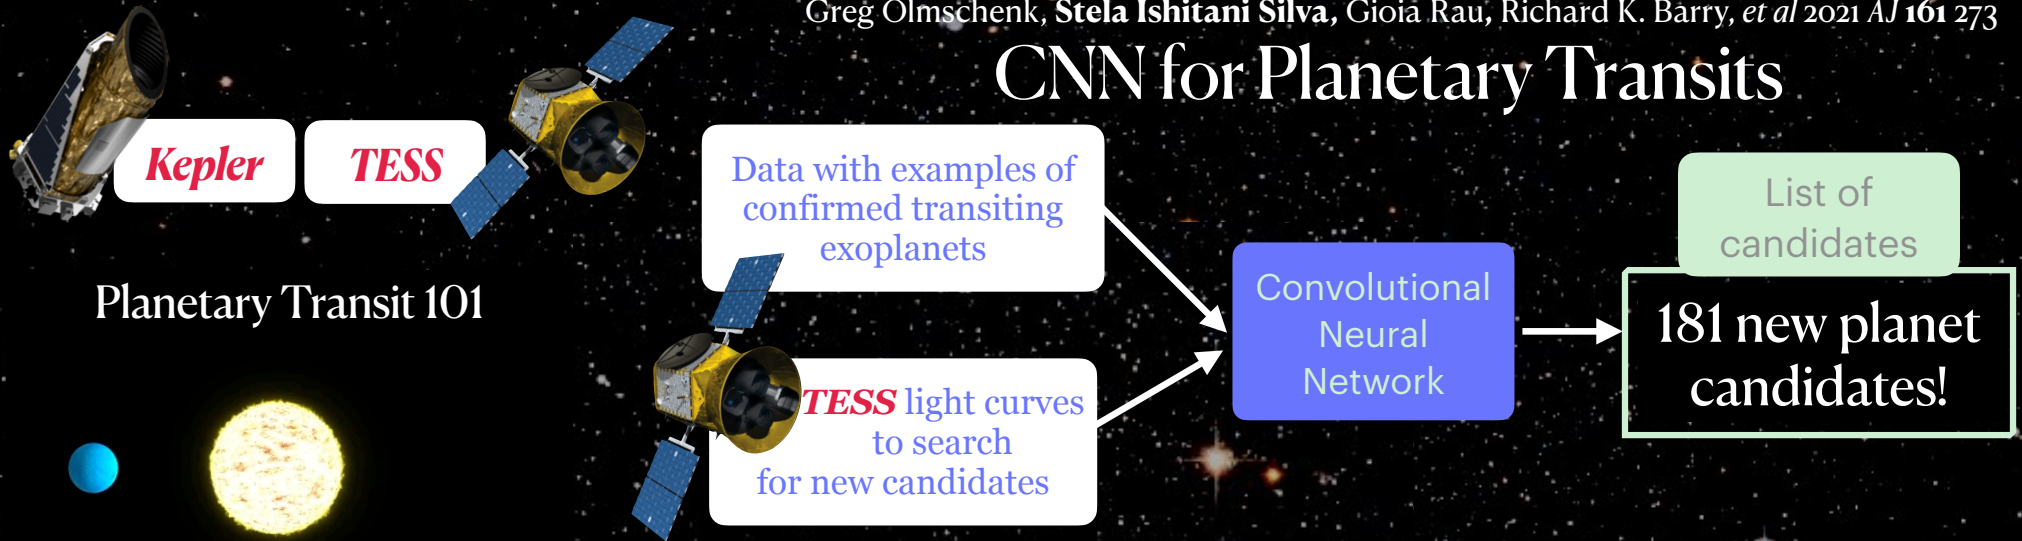 Greg Olmschenk, Stela Ishitani Silva, Gioia Rau, Richard K. Barry, et al 2021 AJ 161 273
CNN for Planetary Transits
Kepler
TESS
Planetary Transit 101
Data with examples of
confirmed transiting
exoplanets
TESS light curves
to search
for new candidates
Convolutional
Neural
Network
List of
candidates
181 new planet
candidates!